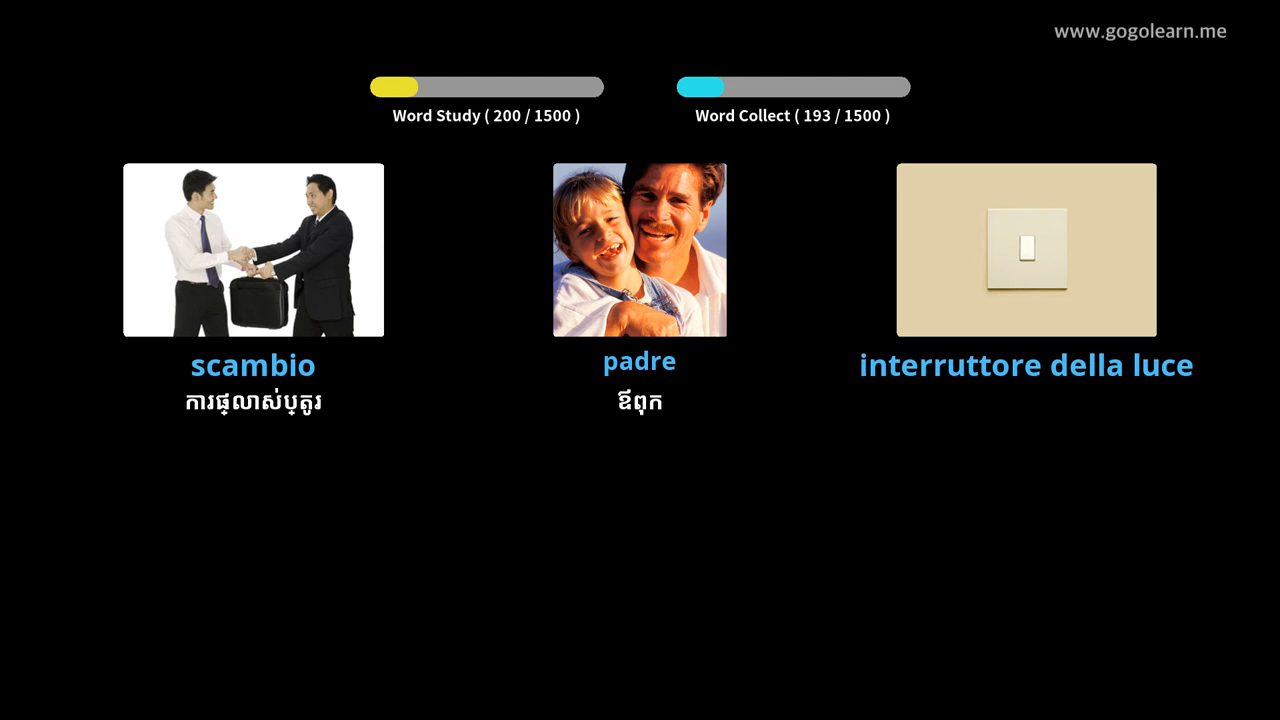 www.gogolearn.me
Word Study ( 200 / 1500 )
Word Collect ( 193 / 1500 )
scambio
padre
interruttore della luce
ការផ្លាស់ប្តូរ
ឪពុក